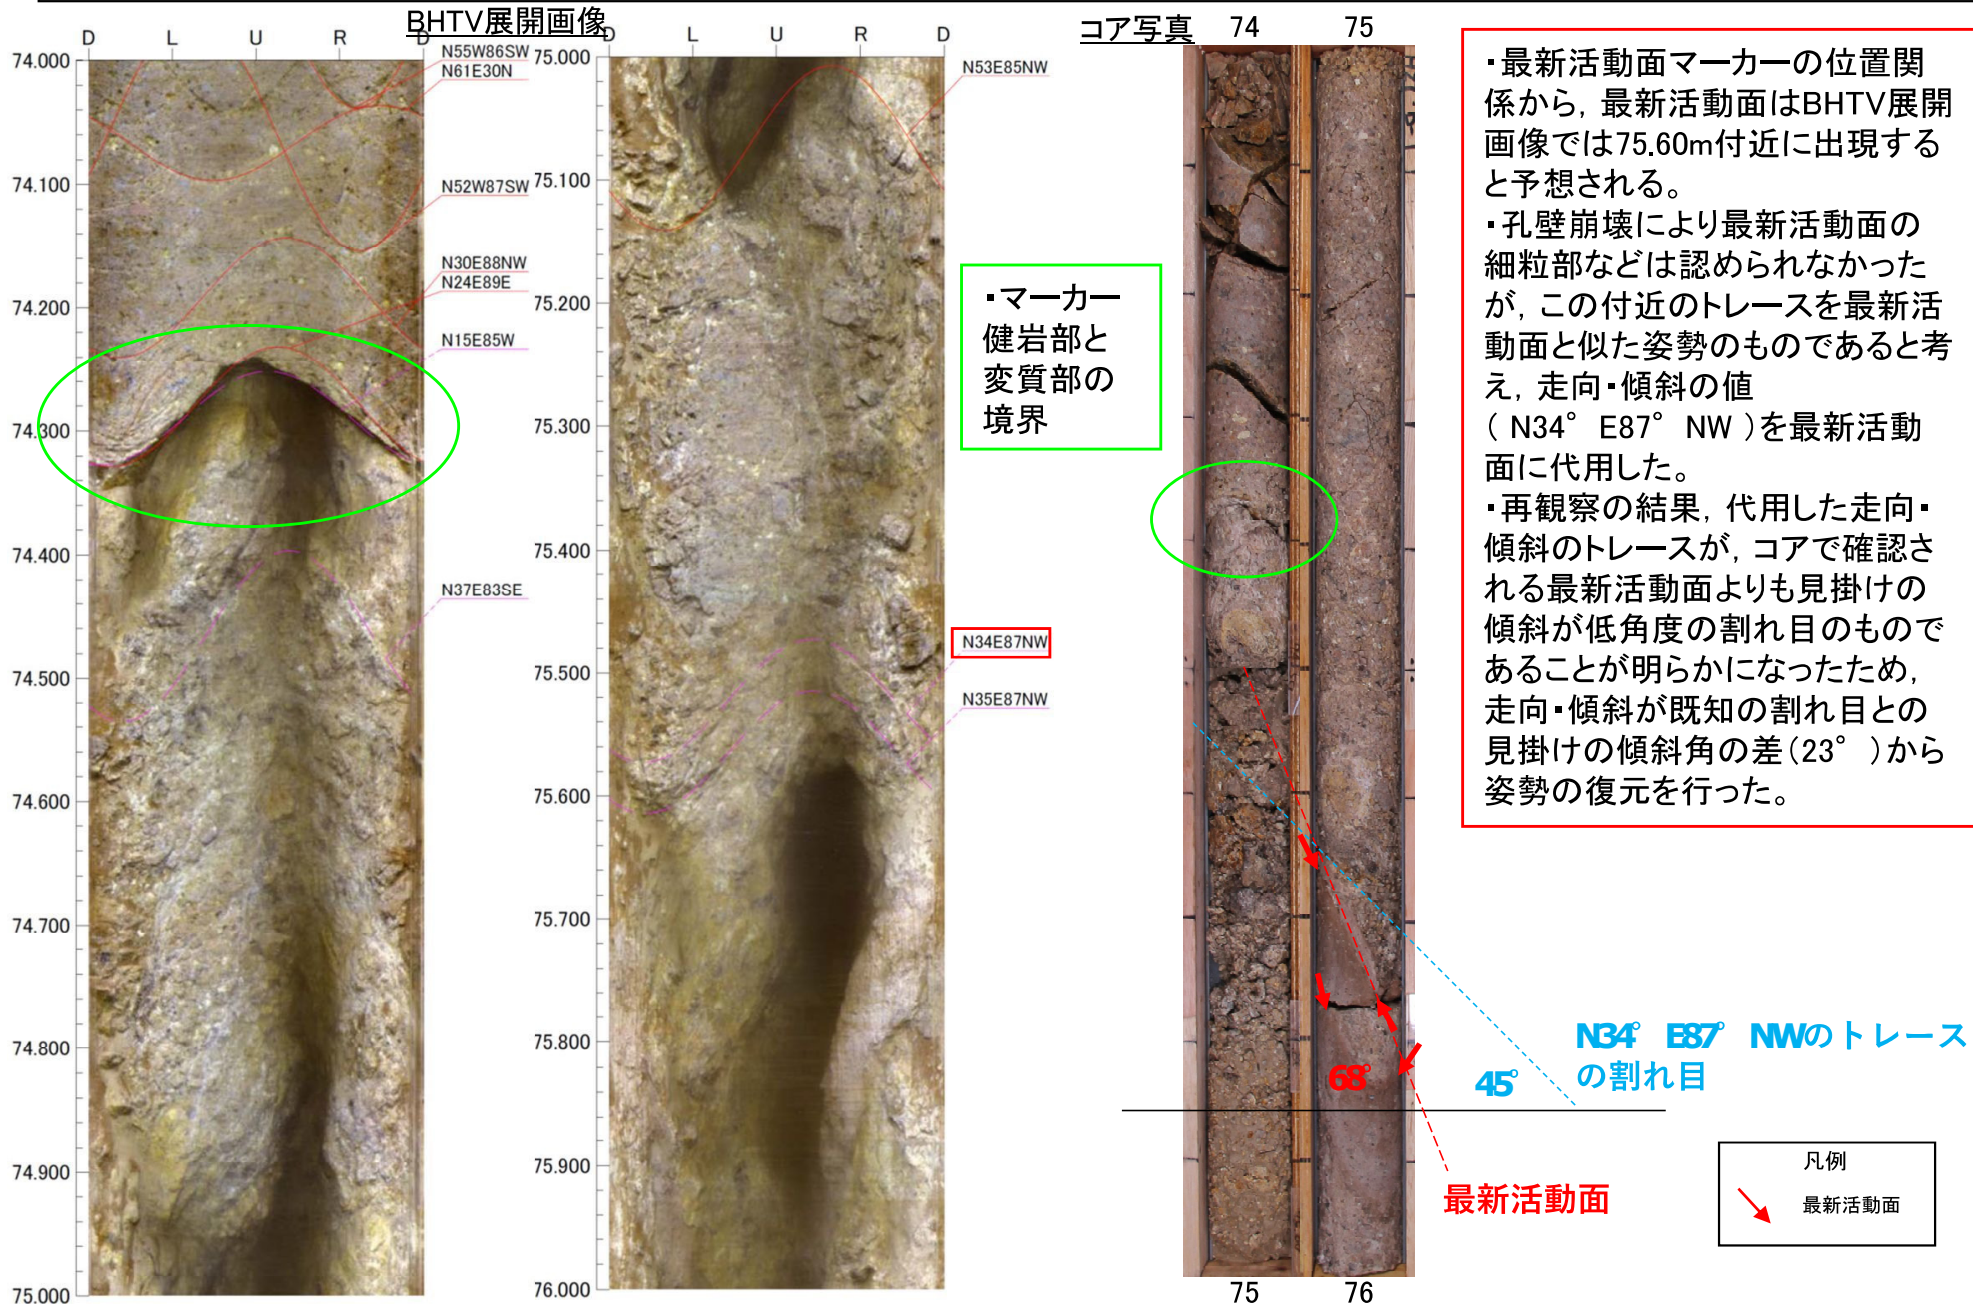 BHTV展開画像
D L U R D
74.000
74.100
74.200
74.300
74.400
74.500
74.600
74.700
74.800
74.900
75.000
N55W86SW
N61E30N
N52W87SW
N30E88NW
N24E89E
N15E85W
N37E83SE
D L U R D
75.000
75.100
75.200
75.300
75.400
75.500
75.600
75.700
75.800
75.900
76.000
N53E85NW
N34E87NW
N35E87NW
・マーカー
健岩部と
変質部の
境界
コア写真 74 75
75 76
68°
45°
N34° E87° NWのトレース
の割れ目
最新活動面
・最新活動面マーカーの位置関
係から，最新活動面はBHTV展開
画像では75.60m付近に出現する
と予想される。
・孔壁崩壊により最新活動面の
細粒部などは認められなかった
が，この付近のトレースを最新活
動面と似た姿勢のものであると考
え，走向・傾斜の値
（ N34° E87° NW ）を最新活動
面に代用した。
・再観察の結果，代用した走向・
傾斜のトレースが，コアで確認さ
れる最新活動面よりも見掛けの
傾斜が低角度の割れ目のもので
あることが明らかになったため，
走向・傾斜が既知の割れ目との
見掛けの傾斜角の差（23° ）から
姿勢の復元を行った。
凡例
最新活動面